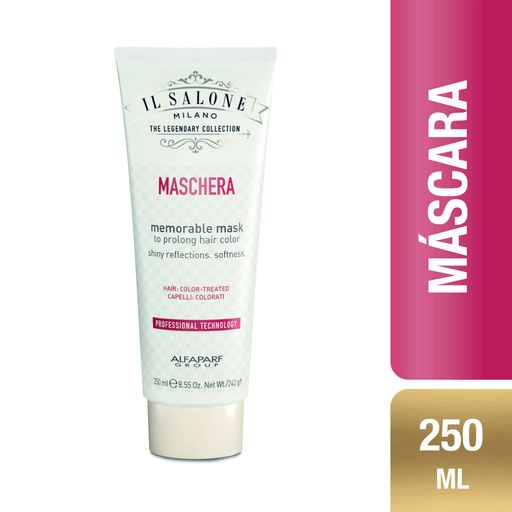 IL SALONE
MILANO
THE LEGENDARY COLLECTION
MASCHERA
memorable mask
to prolong hair color
shiny reflections. softness.
HAIR: COLOR-TREATED
CAPELLI: COLORATI
PROFESSIONAL TECHNOLOGY
ALFAPARF
GROUP
250 ml ℮ 8.55 Oz. Net Wt./242 g
MÁSCARA
250
ML